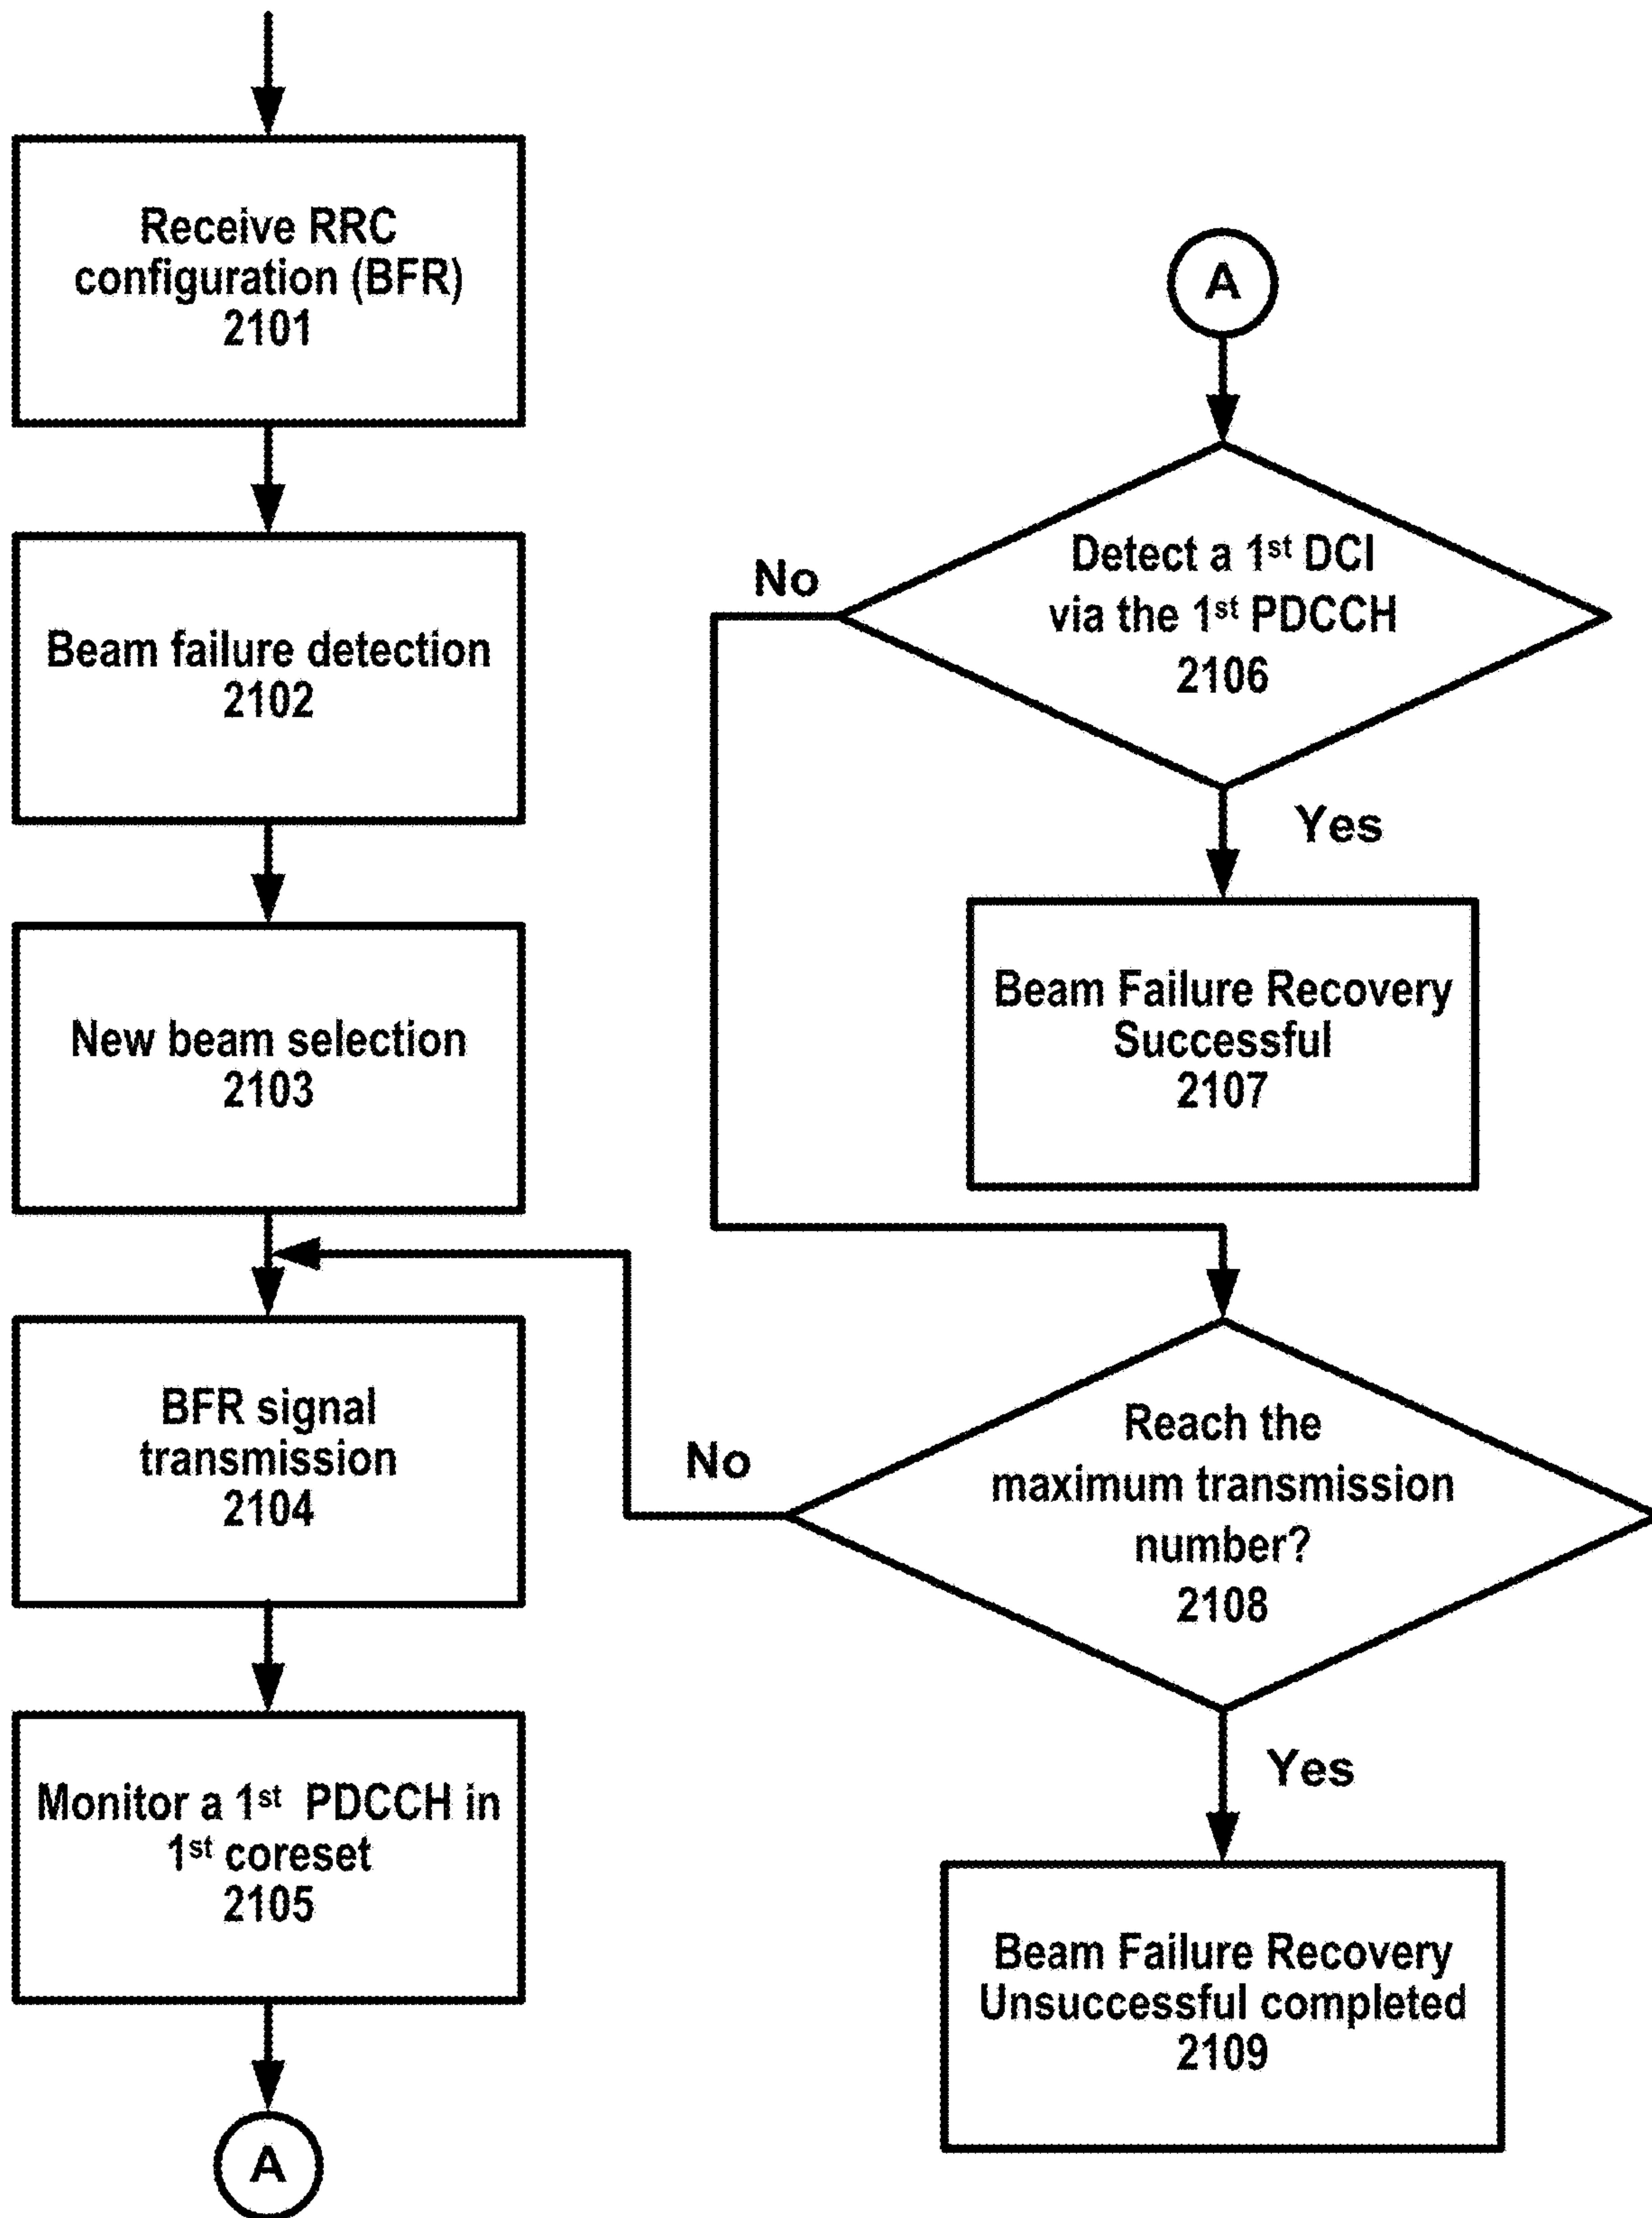 Receive RRC
configuration (BFR)
2101
Beam failure detection
2102
New beam selection
2103
BFR signal
transmission
2104
Monitor a 1st PDCCH in
1st coreset
2105
A
A
Detect a 1st DCI
via the 1st PDCCH
2106
No
Yes
Beam Failure Recovery
Successful
2107
Reach the
maximum transmission
number?
2108
No
Yes
Beam Failure Recovery
Unsuccessful completed
2109